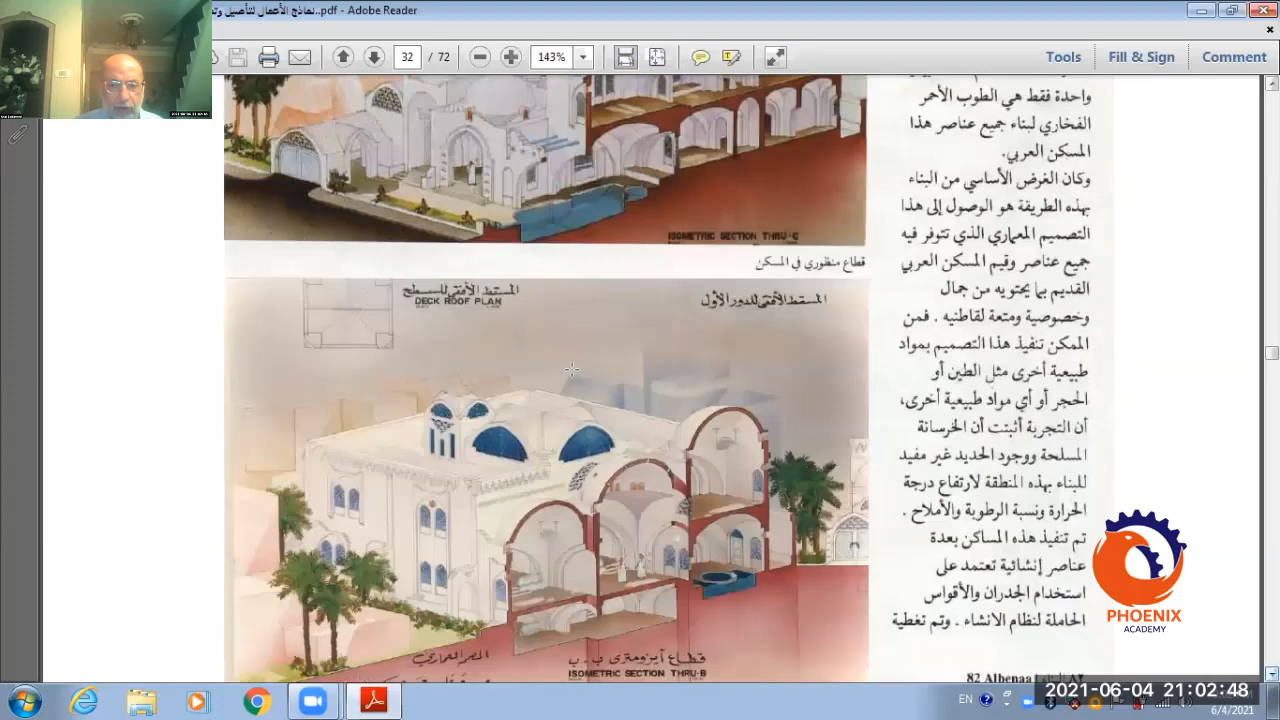 نماذج الأعمال لتأصيل وتم..pdf - Adobe Reader
32 / 72
143%
Tools
Fill & Sign
Comment
ISOMETRIC SECTION THRU-C
قطاع منظوري في المسكن
المسقط الأفقى للسطح
DECK ROOF PLAN
المسقط الأفقى للدور الأول
المصر المعماري
قطاع أيزومترى ب - ب
ISOMETRIC SECTION THRU-B
واحدة فقط هي الطوب الأحمر
الفخاري لبناء جميع عناصر هذا
المسكن العربي.
وكان الغرض الأساسي من البناء
بهذه الطريقة هو الوصول إلى هذا
التصميم المعماري الذي تتوفر فيه
جميع عناصر وقيم المسكن العربي
القديم بما يحتويه من جمال
وخصوصية ومتعة لقاطنيه . فمن
الممكن تنفيذ هذا التصميم بمواد
طبيعية أخرى مثل الطين أو
الحجر أو أي مواد طبيعية أخرى،
أن التجربة أثبتت أن الخرسانة
المسلحة ووجود الحديد غير مفيد
للبناء بهذه المنطقة لارتفاع درجة
الحرارة ونسبة الرطوبة والأملاح .
تم تنفيذ هذه المساكن بعدة
عناصر إنشائية تعتمد على
استخدام الجدران والأقواس
الحاملة لنظام الانشاء . وتم تغطية
82 Albenaa
PHOENIX
ACADEMY
2021-06-04 21:02:48
EN
6/4/2021